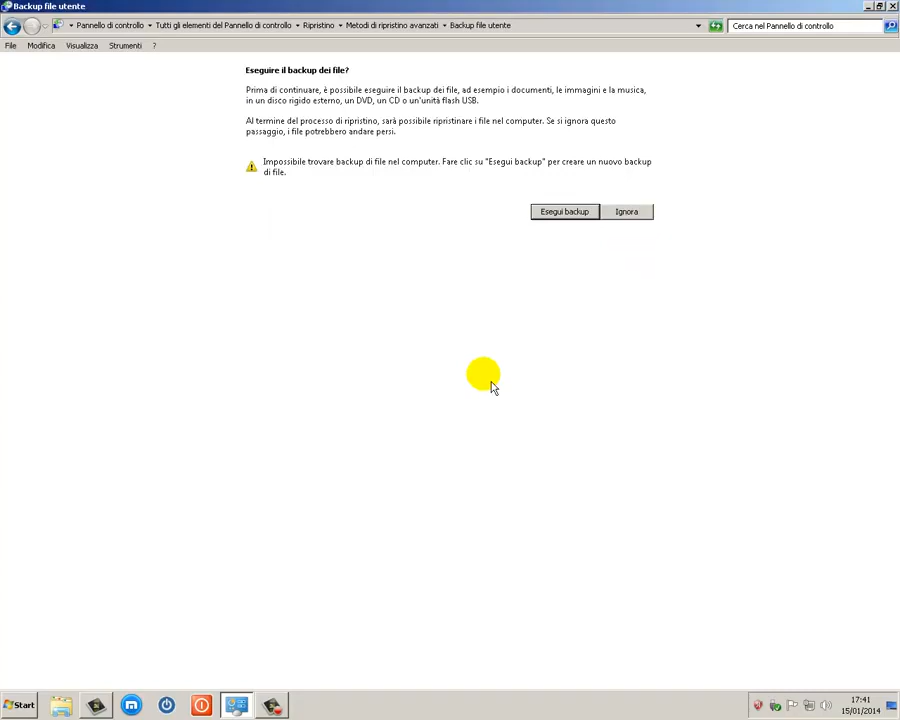 Backup file utente
Pannello di controllo Tutti gli elementi del Pannello di controllo Ripristino Metodi di ripristino avanzati Backup file utente
Cerca nel Pannello di controllo
File Modifica Visualizza Strumenti ?
Eseguire il backup dei file?
Prima di continuare, è possibile eseguire il backup dei file, ad esempio i documenti, le immagini e la musica,
in un disco rigido esterno, un DVD, un CD o un'unità flash USB.
Al termine del processo di ripristino, sarà possibile ripristinare i file nel computer. Se si ignora questo
passaggio, i file potrebbero andare persi.
Impossibile trovare backup di file nel computer. Fare clic su "Esegui backup" per creare un nuovo backup
di file.
Esegui backup Ignora
Start
17:41
15/01/2014